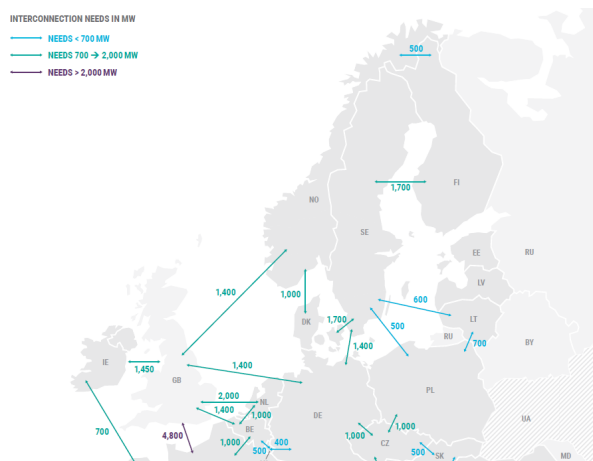 INTERCONNECTION NEEDS IN MW
NEEDS < 700 MW
NEEDS 700 → 2,000 MW
NEEDS > 2,000 MW
500
1,700
FI
NO
SE
EE
RU
LV
1,400
1,000
600
DK
1,700
500
LT
RU
700
BY
1,400
IE
1,450
GB
1,400
PL
2,000
NL
1,400
1,000
DE
UA
700
4,800
BE
1,000
500
400
1,000
1,000
CZ
500
SK
MD